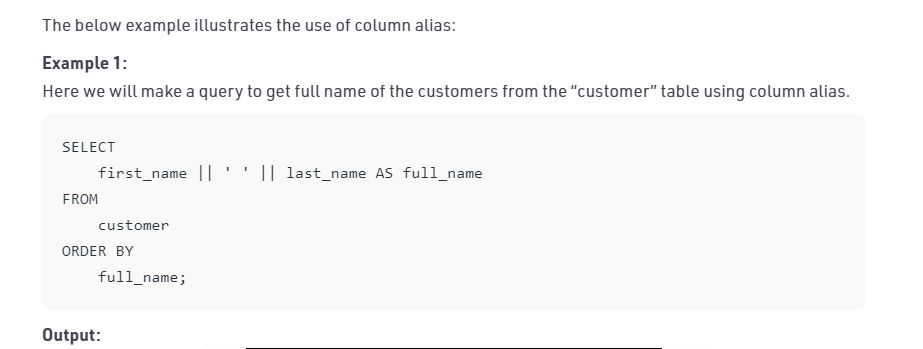 The below example illustrates the use of column alias:
Example 1:
Here we will make a query to get full name of the customers from the “customer” table using column alias.
SELECT
    first_name || ' ' || last_name AS full_name
FROM
    customer
ORDER BY
    full_name;
Output: